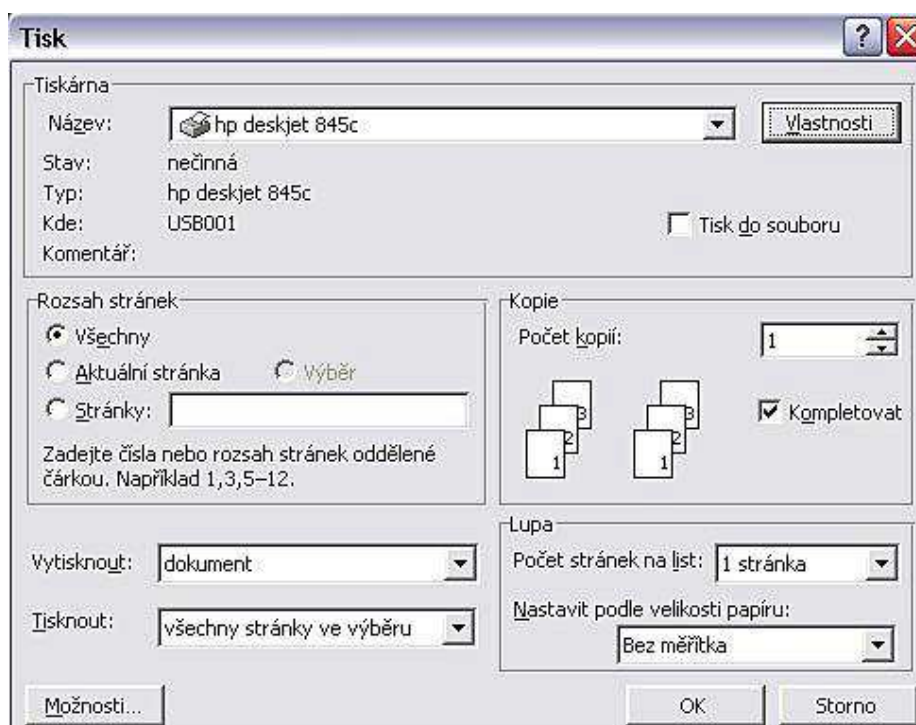 Tisk
Tiskárna
Název: hp deskjet 845c Vlastnosti
Stav: nečinná
Typ: hp deskjet 845c
Kde: USB001 Tisk do souboru
Komentář:
Rozsah stránek
Všechny
Aktuální stránka Výběr
Stránky:
Zadejte čísla nebo rozsah stránek oddělené
čárkou. Například 1,3,5–12.
Kopie
Počet kopií: 1
3 3
2 2
1 1
Kompletovat
Vytisknout: dokument
Tisknout: všechny stránky ve výběru
Lupa
Počet stránek na list: 1 stránka
Nastavit podle velikosti papíru:
Bez měřítka
Možnosti... OK Storno